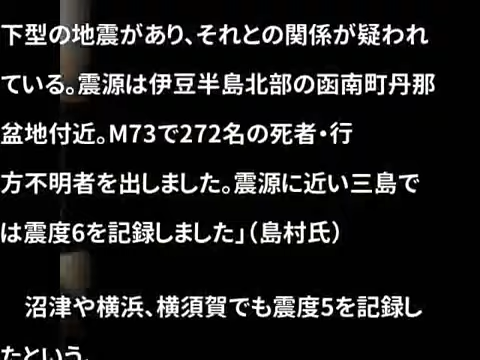 下型の地震があり、それとの関係が疑われ
ている。震源は伊豆半島北部の函南町丹那
盆地付近。M73で272名の死者・行
方不明者を出しました。震源に近い三島で
は震度6を記録しました」（島村氏）
沼津や横浜、横須賀でも震度5を記録し
たという。